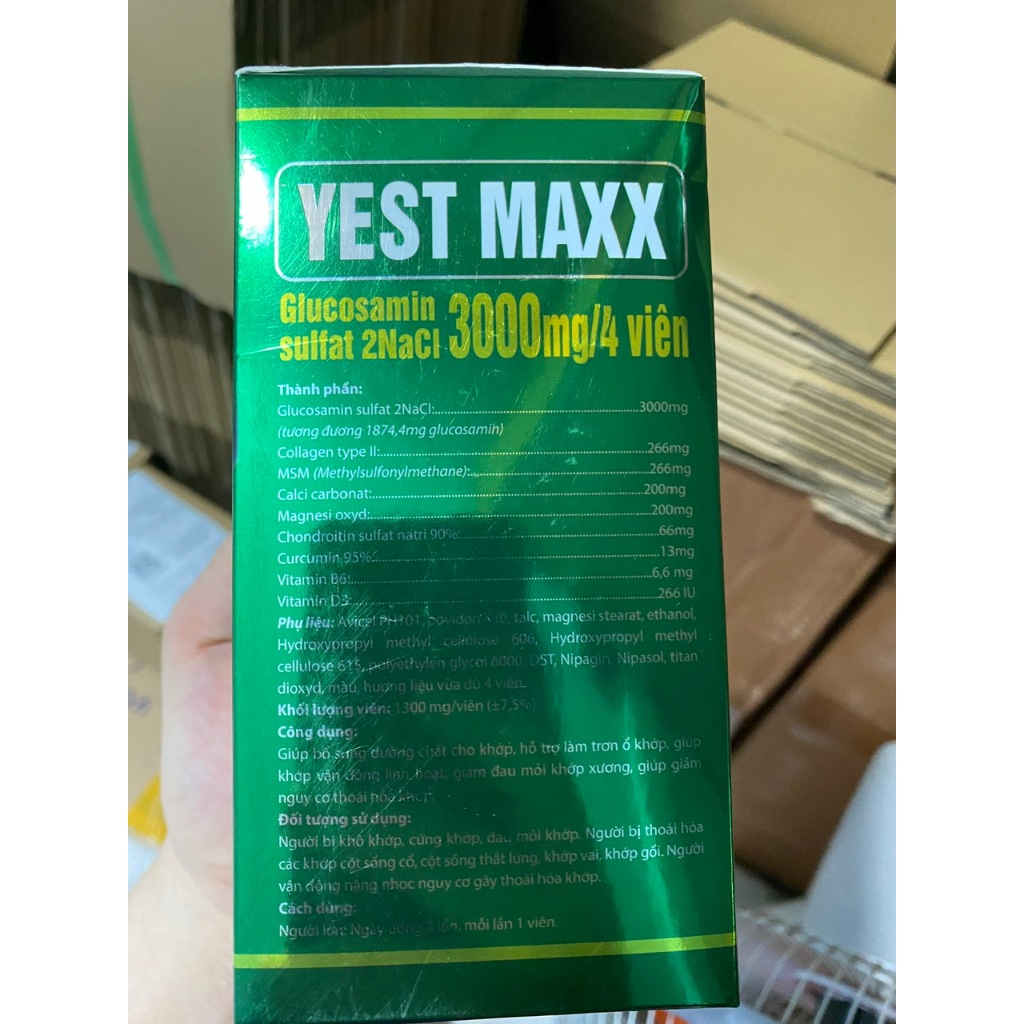 YEST MAXX
Glucosamin
sulfat 2NaCl 3000mg/4 viên
Thành phần:
Glucosamin sulfat 2NaCl:....................................................3000mg
(tương đương 1874,4mg glucosamin)
Collagen type II:....................................................................266mg
MSM (Methylsulfonylmethane):..............................................266mg
Calci carbonat:.....................................................................200mg
Magnesi oxyd:.......................................................................200mg
Chondroitin sulfat natri 90%:..................................................66mg
Curcumin 95%:.......................................................................13mg
Vitamin B6:............................................................................6,6 mg
Vitamin D3:............................................................................266 IU
Phụ liệu: Avicel PH101, povidon K30, talc, magnesi stearat, ethanol,
Hydroxypropyl methyl cellulose 606, Hydroxypropyl methyl
cellulose 615, polyethylen glycol 6000, DST, Nipagin, Nipasol, titan
dioxyd, màu, hương liệu vừa đủ 4 viên.
Khối lượng viên: 1300 mg/viên (±7,5%)
Công dụng:
Giúp bổ sung dưỡng chất cho khớp, hỗ trợ làm trơn ổ khớp, giúp
khớp vận động linh hoạt, giảm đau mỏi khớp xương, giúp giảm
nguy cơ thoái hóa khớp.
Đối tượng sử dụng:
Người bị khô khớp, cứng khớp, đau mỏi khớp. Người bị thoái hóa
các khớp cột sống cổ, cột sống thắt lưng, khớp vai, khớp gối. Người
vận động nặng nhọc nguy cơ gây thoái hóa khớp.
Cách dùng:
Người lớn: Ngày uống 2 lần, mỗi lần 1 viên.